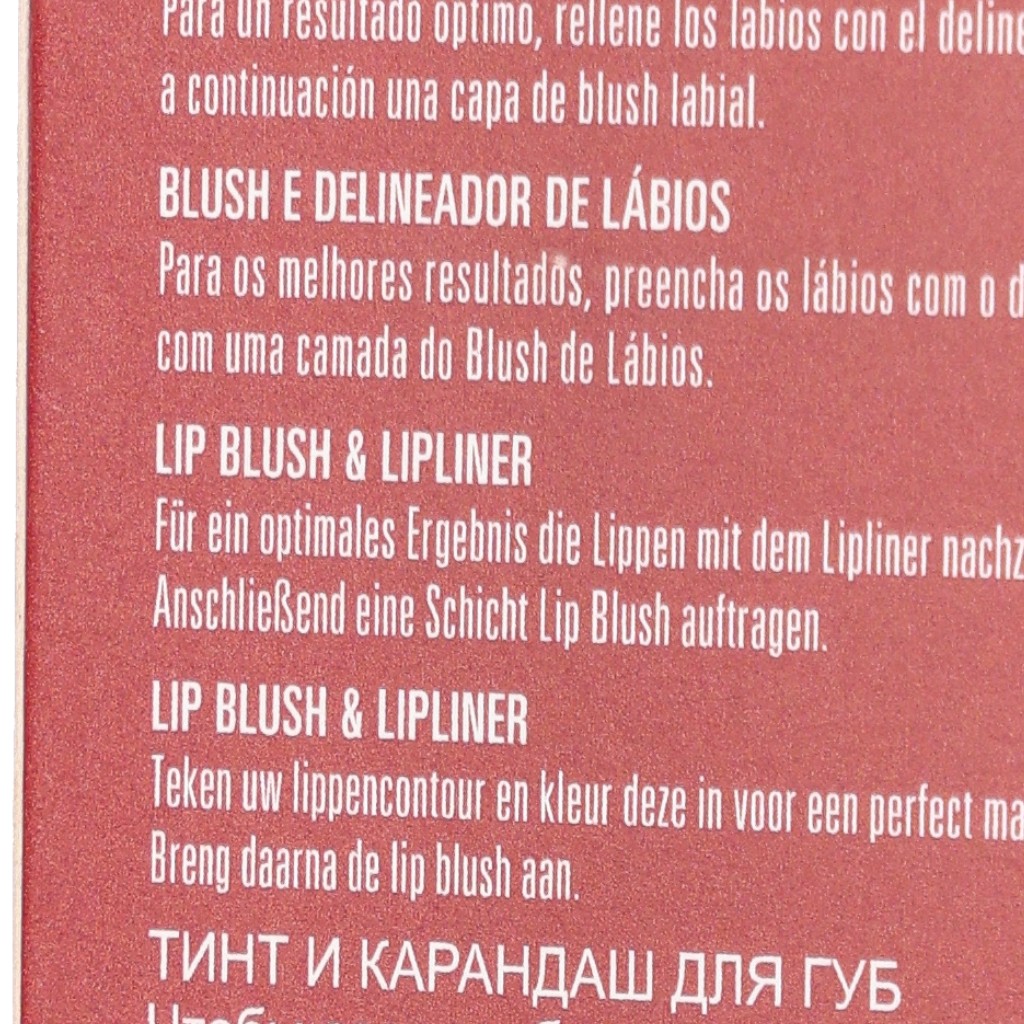 Para un resultado óptimo, rellene los labios con el
a continuación una capa de blush labial.
BLUSH E DELINEADOR DE LÁBIOS
Para os melhores resultados, preencha os lábios com o
com uma camada do Blush de Lábios.
LIP BLUSH & LIPLINER
Für ein optimales Ergebnis die Lippen mit dem Lipliner
Anschließend eine Schicht Lip Blush auftragen.
LIP BLUSH & LIPLINER
Teken uw lippencontour en kleur deze in voor een perfect
Breng daarna de lip blush aan.
ТИНТ И КАРАНДАШ ДЛЯ ГУБ